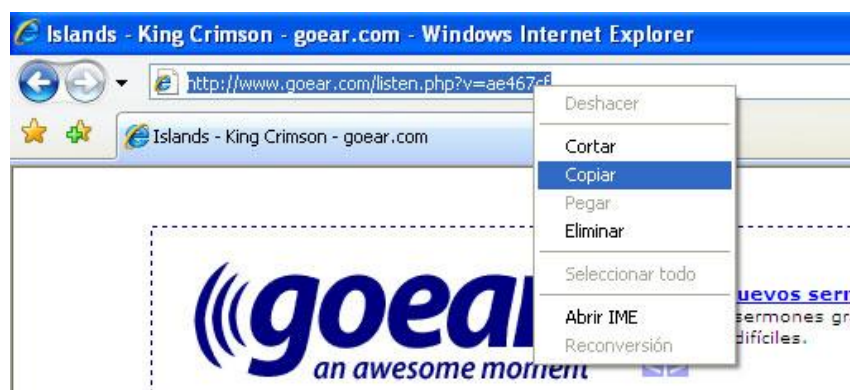 Islands - King Crimson - goear.com - Windows Internet Explorer
http://www.goear.com/listen.php?v=ae467cf
Islands - King Crimson - goear.com
Deshacer
Cortar
Copiar
Pegar
Eliminar
Seleccionar todo
Abrir IME
Reconversión
((goear
an awesome moment
uevos serm
sermones gr
difíciles.